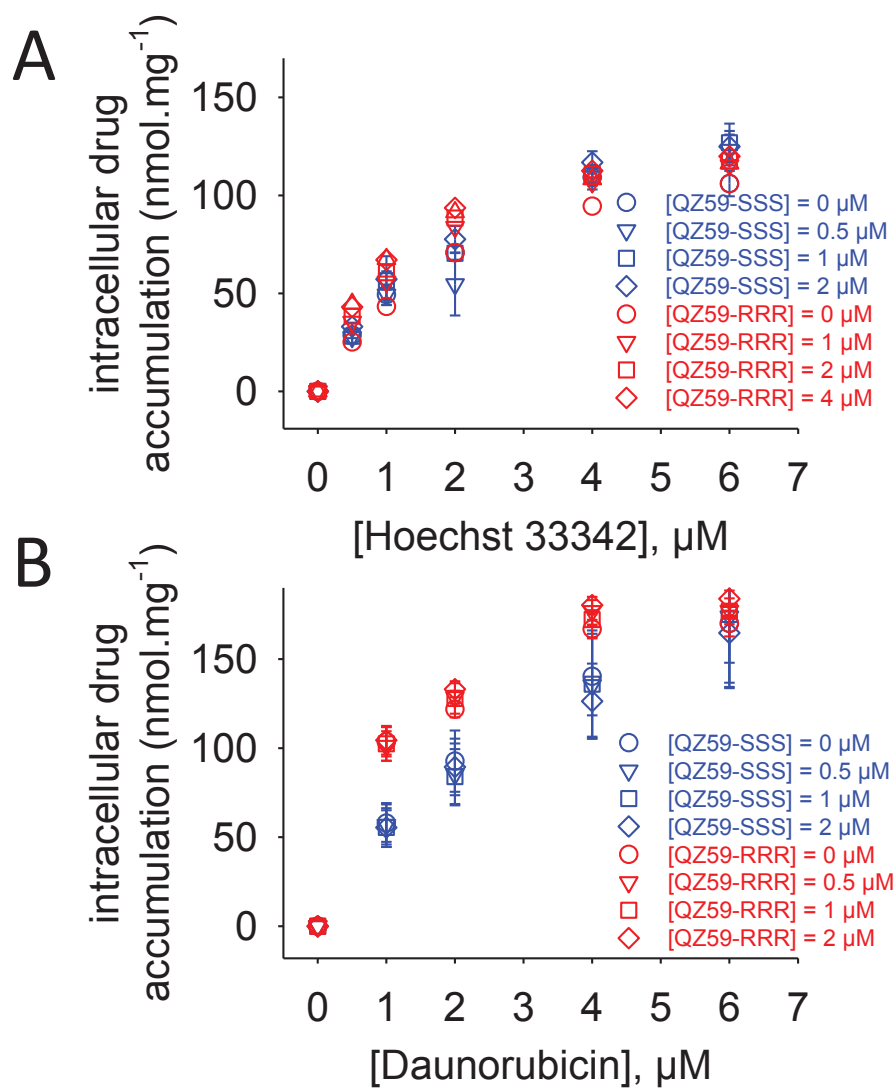 A
intracellular drug
accumulation (nmol.mg⁻¹)
150
100
50
0
[QZ59-SSS] = 0 µM
[QZ59-SSS] = 0.5 µM
[QZ59-SSS] = 1 µM
[QZ59-SSS] = 2 µM
[QZ59-RRR] = 0 µM
[QZ59-RRR] = 1 µM
[QZ59-RRR] = 2 µM
[QZ59-RRR] = 4 µM
0 1 2 3 4 5 6 7
[Hoechst 33342], µM
B
intracellular drug
accumulation (nmol.mg⁻¹)
150
100
50
0
[QZ59-SSS] = 0 µM
[QZ59-SSS] = 0.5 µM
[QZ59-SSS] = 1 µM
[QZ59-SSS] = 2 µM
[QZ59-RRR] = 0 µM
[QZ59-RRR] = 0.5 µM
[QZ59-RRR] = 1 µM
[QZ59-RRR] = 2 µM
0 1 2 3 4 5 6 7
[Daunorubicin], µM